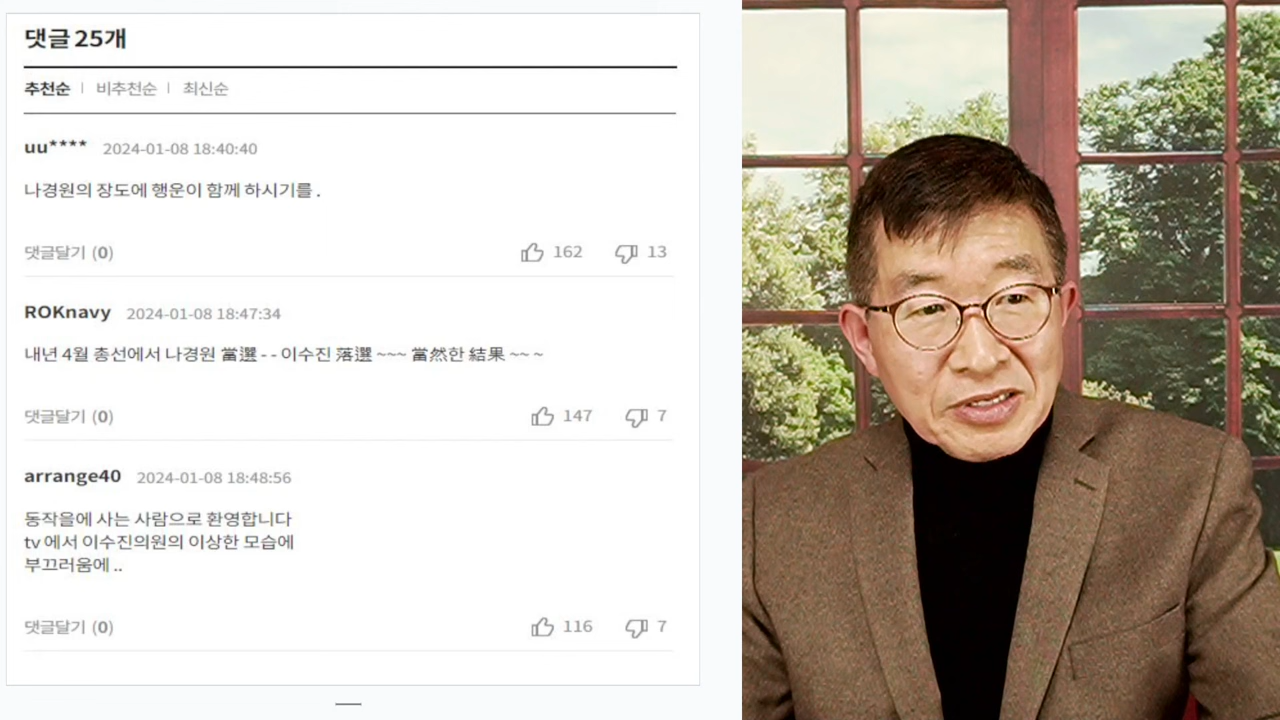 댓글 25개
추천순 | 비추천순 | 최신순
uu**** 2024-01-08 18:40:40
나경원의 장도에 행운이 함께 하시기를 .
댓글달기 (0) 162 13
ROKnavy 2024-01-08 18:47:34
내년 4월 총선에서 나경원 當選 - - 이수진 落選 ~~~ 當然한 結果 ~~ ~
댓글달기 (0) 147 7
arrange40 2024-01-08 18:48:56
동작을에 사는 사람으로 환영합니다
tv 에서 이수진의원의 이상한 모습에
부끄러움에 ..
댓글달기 (0) 116 7